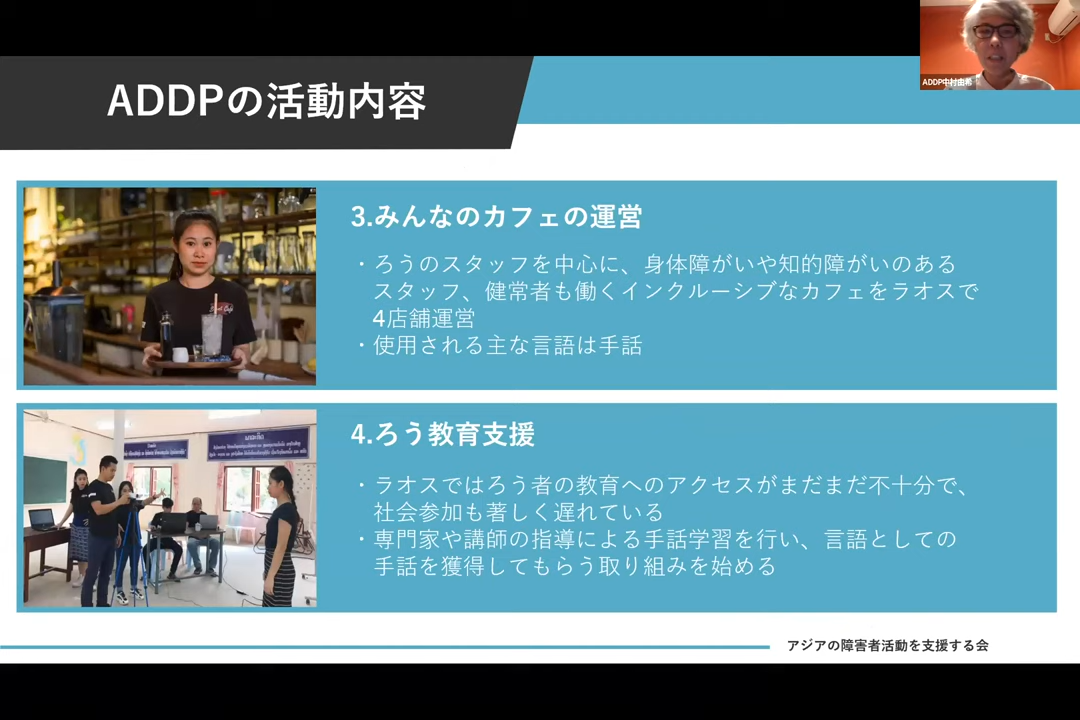 ADDPの活動内容
ADDP中村由希
3.みんなのカフェの運営
・ろうのスタッフを中心に、身体障がいや知的障がいのある
スタッフ、健常者も働くインクルーシブなカフェをラオスで
4店舗運営
・使用される主な言語は手話
4.ろう教育支援
・ラオスではろう者の教育へのアクセスがまだまだ不十分で、
社会参加も著しく遅れている
・専門家や講師の指導による手話学習を行い、言語としての
手話を獲得してもらう取り組みを始める
アジアの障害者活動を支援する会